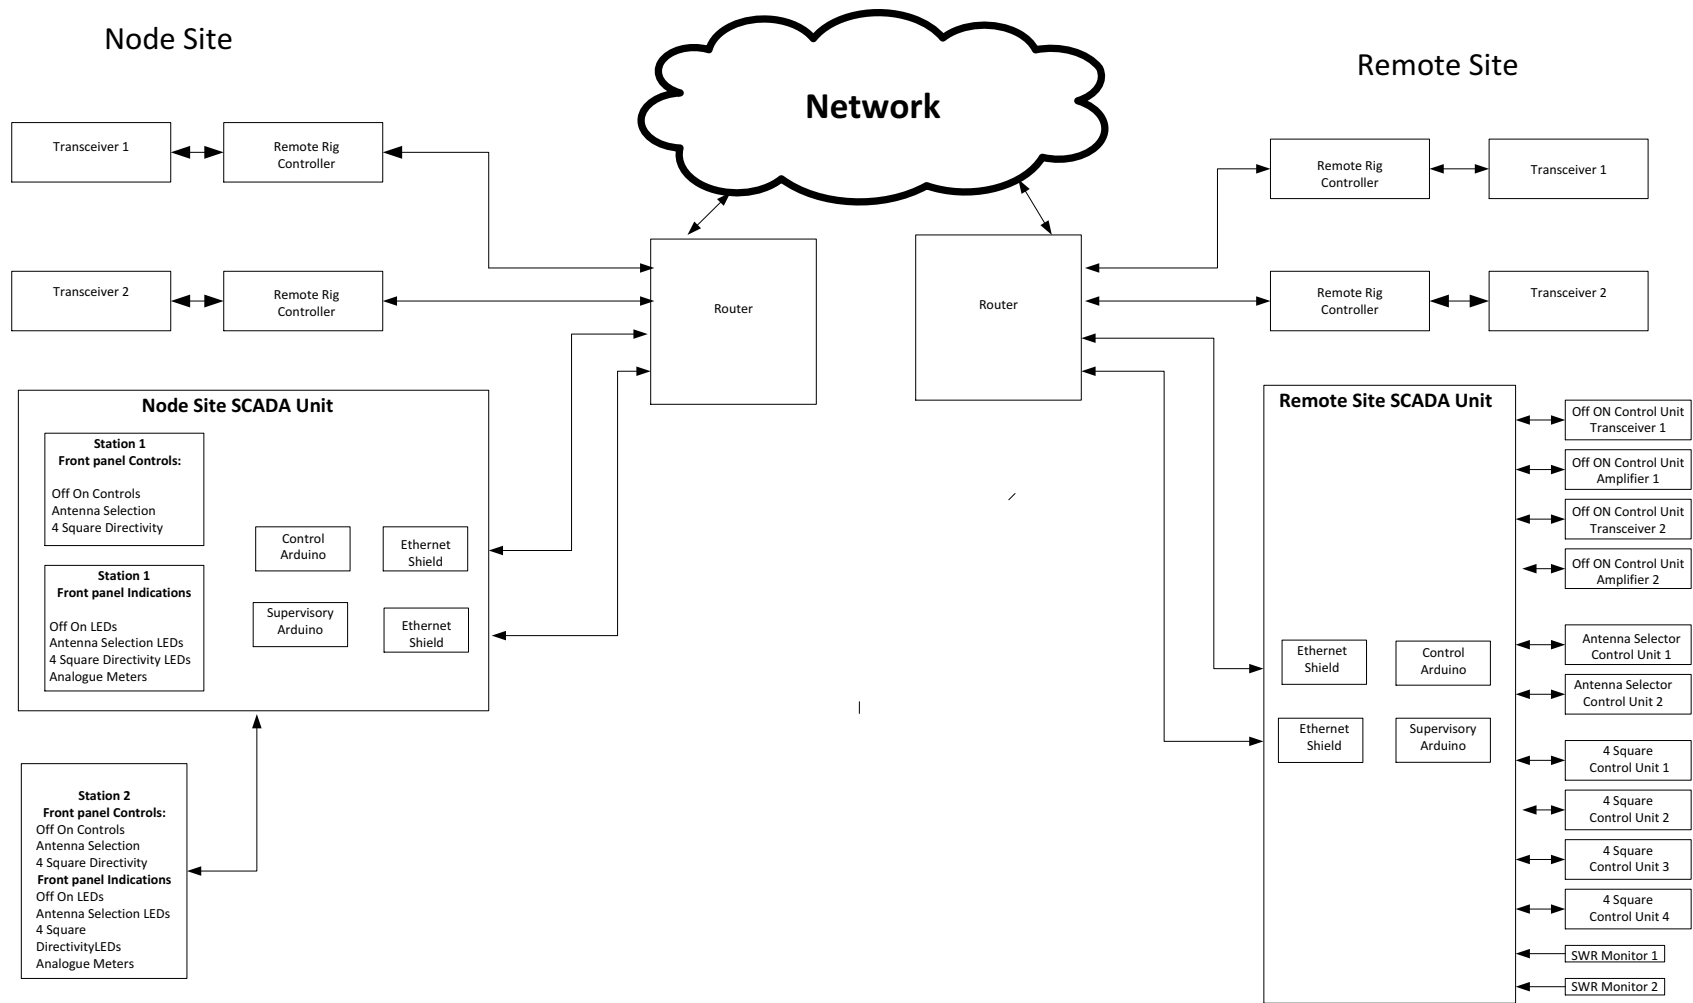 Node Site
Network
Remote Site
Transceiver 1
Remote Rig
Controller
Remote Rig
Controller
Transceiver 1
Transceiver 2
Remote Rig
Controller
Router
Router
Remote Rig
Controller
Transceiver 2
Node Site SCADA Unit
Station 1
Front panel Controls:
Off On Controls
Antenna Selection
4 Square Directivity
Control
Arduino
Ethernet
Shield
Station 1
Front panel Indications
Off On LEDs
Antenna Selection LEDs
4 Square Directivity LEDs
Analogue Meters
Supervisory
Arduino
Ethernet
Shield
Station 2
Front panel Controls:
Off On Controls
Antenna Selection
4 Square Directivity
Front panel Indications
Off On LEDs
Antenna Selection LEDs
4 Square
DirectivityLEDs
Analogue Meters
Remote Site SCADA Unit
Ethernet
Shield
Control
Arduino
Ethernet
Shield
Supervisory
Arduino
Off ON Control Unit
Transceiver 1
Off ON Control Unit
Amplifier 1
Off ON Control Unit
Transceiver 2
Off ON Control Unit
Amplifier 2
Antenna Selector
Control Unit 1
Antenna Selector
Control Unit 2
4 Square
Control Unit 1
4 Square
Control Unit 2
4 Square
Control Unit 3
4 Square
Control Unit 4
SWR Monitor 1
SWR Monitor 2